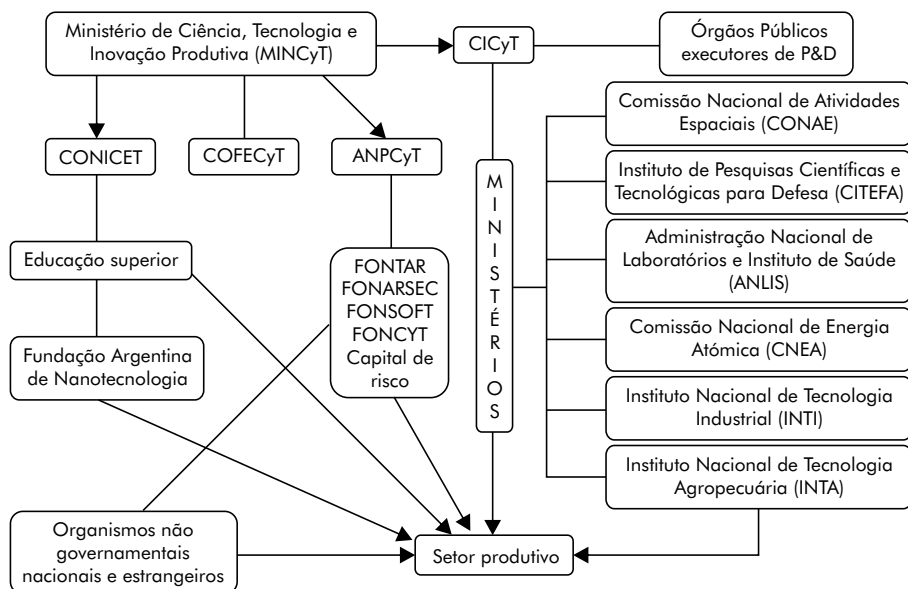 Ministério de Ciência, Tecnologia e
Inovação Produtiva (MINCyT)
CICyT
Órgãos Públicos
executores de P&D
CONICET
COFECyT
ANPCyT
MINISTÉRIOS
Comissão Nacional de Atividades
Espaciais (CONAE)
Instituto de Pesquisas Científicas e
Tecnológicas para Defesa (CITEFA)
Administração Nacional de
Laboratórios e Instituto de Saúde
(ANLIS)
Comissão Nacional de Energia
Atómica (CNEA)
Instituto Nacional de Tecnologia
Industrial (INTI)
Instituto Nacional de Tecnologia
Agropecuária (INTA)
Educação superior
FONTAR
FONARSEC
FONSOFT
FONCYT
Capital de
risco
Fundação Argentina
de Nanotecnologia
Organismos não
governamentais
nacionais e estrangeiros
Setor produtivo